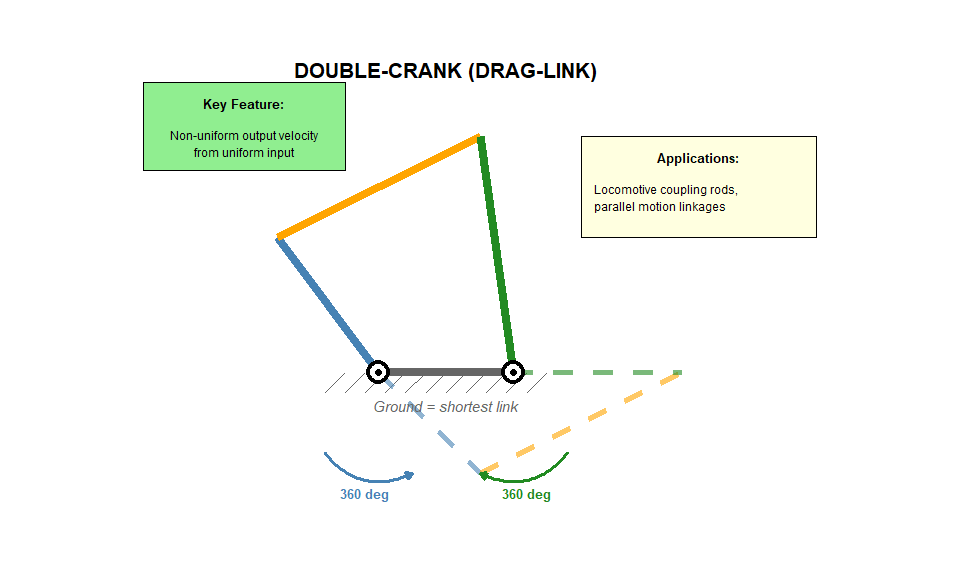 DOUBLE-CRANK (DRAG-LINK)
Key Feature:
Non-uniform output velocity
from uniform input
Applications:
Locomotive coupling rods,
parallel motion linkages
Ground = shortest link
360 deg
360 deg